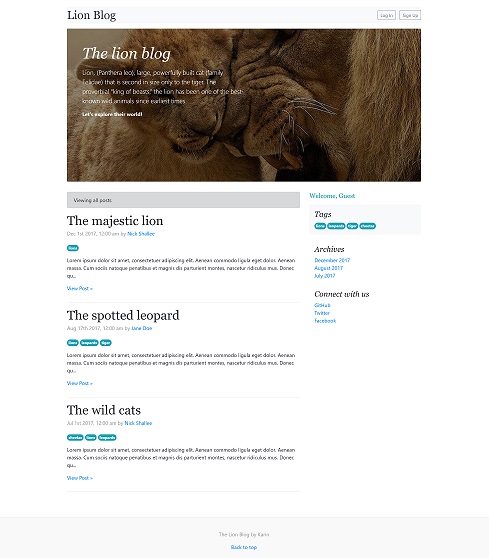 Lion Blog
Log In
Sign Up
The lion blog
Lion, (Panthera leo), large, powerfully built cat (family
Felidae) that is second in size only to the tiger. The
proverbial "king of beasts," the lion has been one of the best-
known wild animals since earliest times.
Let's explore their world!
Viewing all posts
The majestic lion
Dec 1st 2017, 12:00 am by Nick Shallee
lions
Lorem ipsum dolor sit amet, consectetuer adipiscing elit. Aenean commodo ligula eget dolor. Aenean
massa. Cum sociis natoque penatibus et magnis dis parturient montes, nascetur ridiculus mus. Donec
qu...
View Post »
The spotted leopard
Aug 17th 2017, 12:00 am by Jane Doe
lions leopards tiger
Lorem ipsum dolor sit amet, consectetuer adipiscing elit. Aenean commodo ligula eget dolor. Aenean
massa. Cum sociis natoque penatibus et magnis dis parturient montes, nascetur ridiculus mus. Donec
qu...
View Post »
The wild cats
Jul 1st 2017, 12:00 am by Nick Shallee
cheetas lions leopards
Lorem ipsum dolor sit amet, consectetuer adipiscing elit. Aenean commodo ligula eget dolor. Aenean
massa. Cum sociis natoque penatibus et magnis dis parturient montes, nascetur ridiculus mus. Donec
qu...
View Post »
Welcome, Guest
Tags
lions leopards tiger cheetas
Archives
December 2017
August 2017
July 2017
Connect with us
GitHub
Twitter
Facebook
The Lion Blog by Karin
Back to top